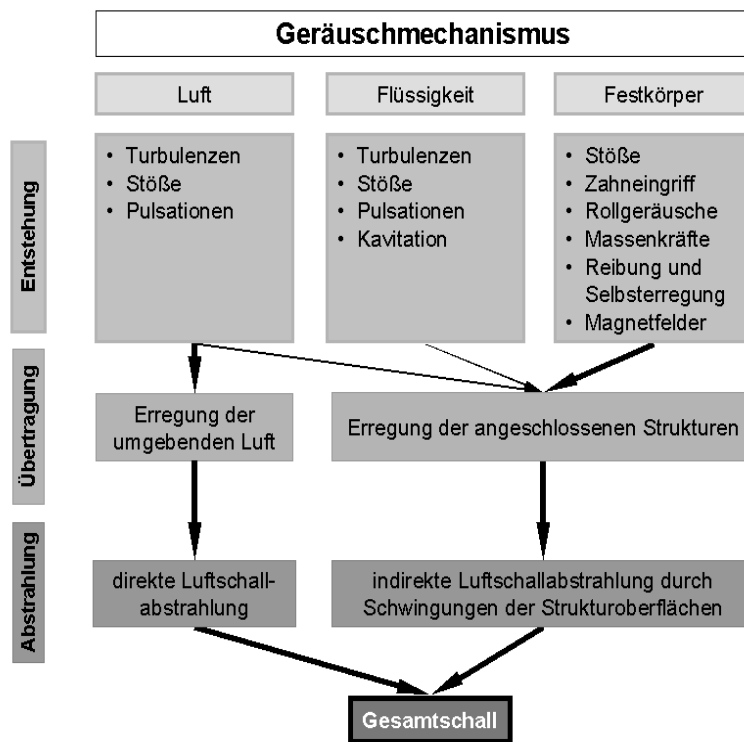 Geräuschmechanismus
Luft
Flüssigkeit
Festkörper
Entstehung
• Turbulenzen
• Stöße
• Pulsationen
• Turbulenzen
• Stöße
• Pulsationen
• Kavitation
• Stöße
• Zahneingriff
• Rollgeräusche
• Massenkräfte
• Reibung und
Selbsterregung
• Magnetfelder
Übertragung
Erregung der
umgebenden Luft
Erregung der angeschlossenen Strukturen
Abstrahlung
direkte Luftschall-
abstrahlung
indirekte Luftschallabstrahlung durch
Schwingungen der Strukturoberflächen
Gesamtschall